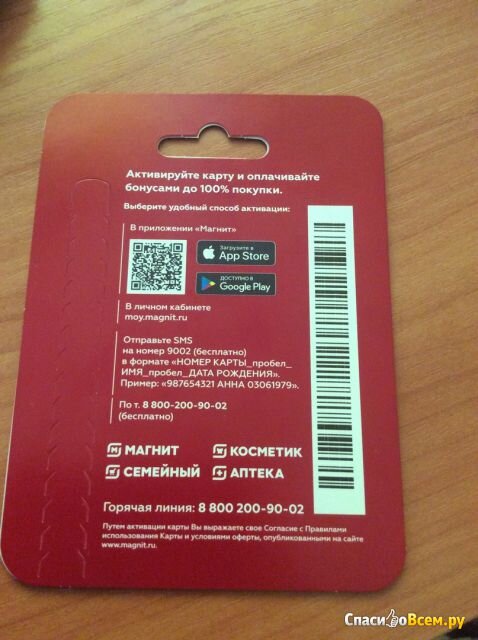 Активируйте карту и оплачивайте
бонусами до 100% покупки.
Выберите удобный способ активации:
В приложении «Магнит»
Загрузите в
App Store
ДОСТУПНО В
Google Play
В личном кабинете
moy.magnit.ru
Отправьте SMS
на номер 9002 (бесплатно)
в формате «НОМЕР КАРТЫ_пробел_
ИМЯ_пробел_ДАТА РОЖДЕНИЯ».
Пример: «987654321 АННА 03061979».
По т. 8 800-200-90-02
(бесплатно)
МАГНИТ
КОСМЕТИК
СЕМЕЙНЫЙ
АПТЕКА
Горячая линия: 8 800 200-90-02
Путем активации карты Вы выражаете свое Согласие с Правилами
использования Карты и условиями оферты, опубликованными на сайте
www.magnit.ru.
СпасибоВсем.ру